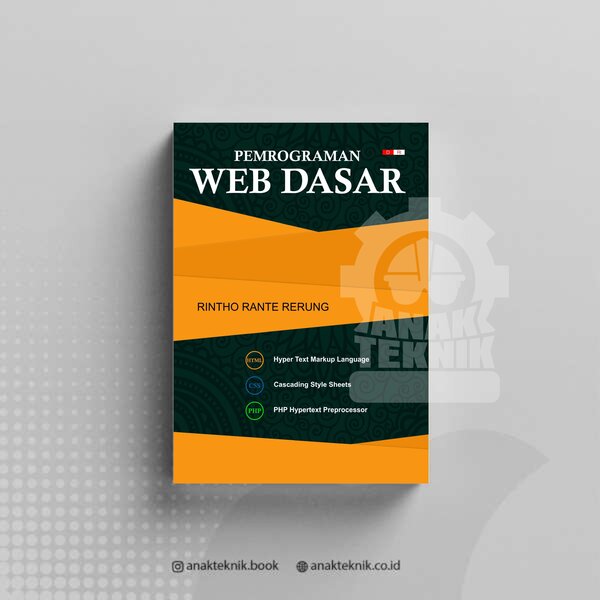 PEMROGRAMAN
D R
WEB DASAR
RINTHO RANTE RERUNG
ANAK
TEKNIK
HTML Hyper Text Markup Language
CSS Cascading Style Sheets
PHP PHP Hypertext Preprocessor
anakteknik.book anakteknik.co.id